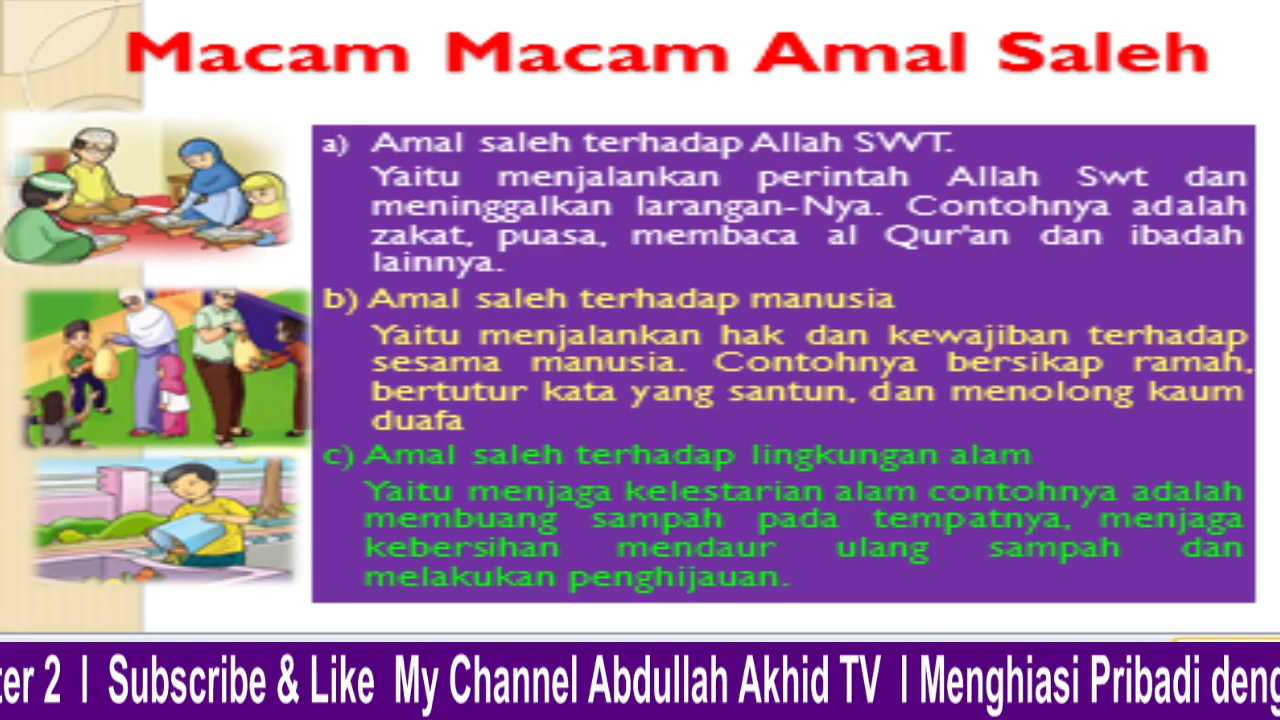 Macam Macam Amal Saleh
a) Amal saleh terhadap Allah SWT.
Yaitu menjalankan perintah Allah Swt dan
meninggalkan larangan-Nya. Contohnya adalah
zakat, puasa, membaca al Qur'an dan ibadah
lainnya.
b) Amal saleh terhadap manusia
Yaitu menjalankan hak dan kewajiban terhadap
sesama manusia. Contohnya bersikap ramah,
bertutur kata yang santun, dan menolong kaum
duafa
c) Amal saleh terhadap lingkungan alam
Yaitu menjaga kelestarian alam contohnya adalah
membuang sampah pada tempatnya, menjaga
kebersihan mendaur ulang sampah dan
melakukan penghijauan.
ter 2 I Subscribe & Like My Channel Abdullah Akhid TV I Menghiasi Pribadi deng